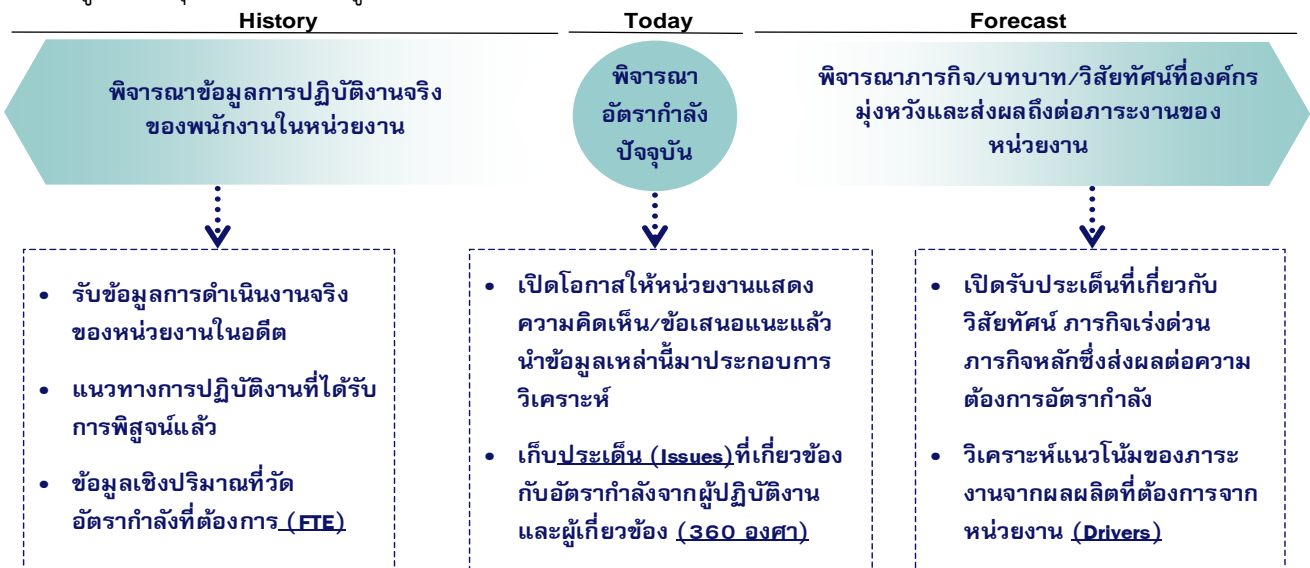 History
Today
Forecast
พิจารณาข้อมูลการปฏิบัติงานจริง
ของพนักงานในหน่วยงาน
พิจารณา
อัตรากำลัง
ปัจจุบัน
พิจารณาภารกิจ/บทบาท/วิสัยทัศน์ที่องค์กร
มุ่งหวังและส่งผลถึงต่อภาระงานของ
หน่วยงาน
• รับข้อมูลการดำเนินงานจริง
ของหน่วยงานในอดีต
• แนวทางการปฏิบัติงานที่ได้รับ
การพิสูจน์แล้ว
• ข้อมูลเชิงปริมาณที่วัด
อัตรากำลังที่ต้องการ (FTE)
• เปิดโอกาสให้หน่วยงานแสดง
ความคิดเห็น/ข้อเสนอแนะแล้ว
นำข้อมูลเหล่านี้มาประกอบการ
วิเคราะห์
• เก็บประเด็น (Issues)ที่เกี่ยวข้อง
กับอัตรากำลังจากผู้ปฏิบัติงาน
และผู้เกี่ยวข้อง (360 องศา)
• เปิดรับประเด็นที่เกี่ยวกับ
วิสัยทัศน์ ภารกิจเร่งด่วน
ภารกิจหลักซึ่งส่งผลต่อความ
ต้องการอัตรากำลัง
• วิเคราะห์แนวโน้มของภาระ
งานจากผลผลิตที่ต้องการจาก
หน่วยงาน (Drivers)